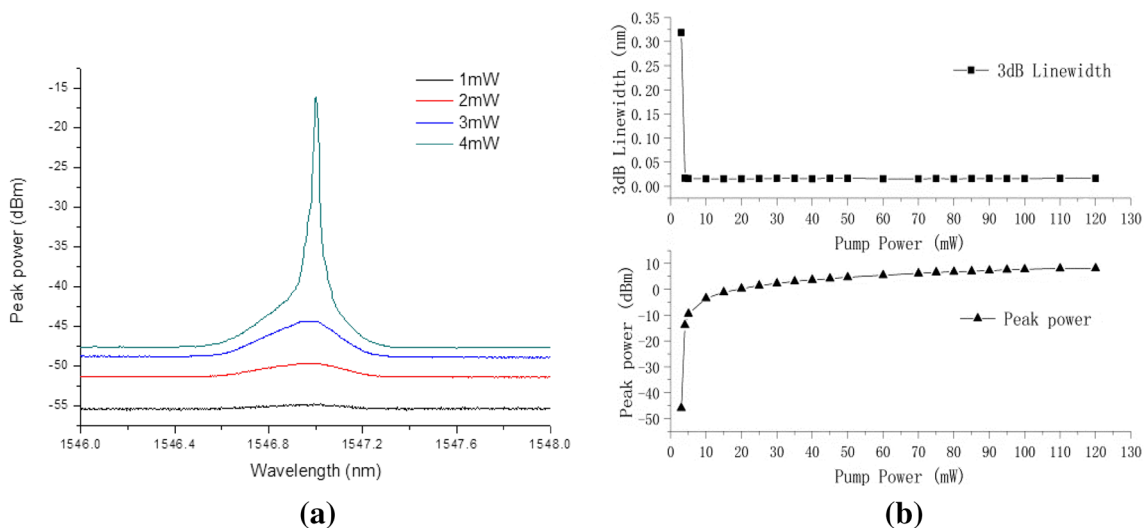 -15
-20
-25
-30
-35
-40
-45
-50
-55
Peak power (dBm)
1mW
2mW
3mW
4mW
1546.0 1546.4 1546.8 1547.2 1547.6 1548.0
Wavelength (nm)
(a)
0.35
0.30
0.25
0.20
0.15
0.10
0.05
0.00
3dB Linewidth (nm)
3dB Linewidth
0 10 20 30 40 50 60 70 80 90 100 110 120 130
Pump Power (mW)
10
0
-10
-20
-30
-40
-50
Peak power (dBm)
Peak power
0 10 20 30 40 50 60 70 80 90 100 110 120 130
Pump Power (mW)
(b)